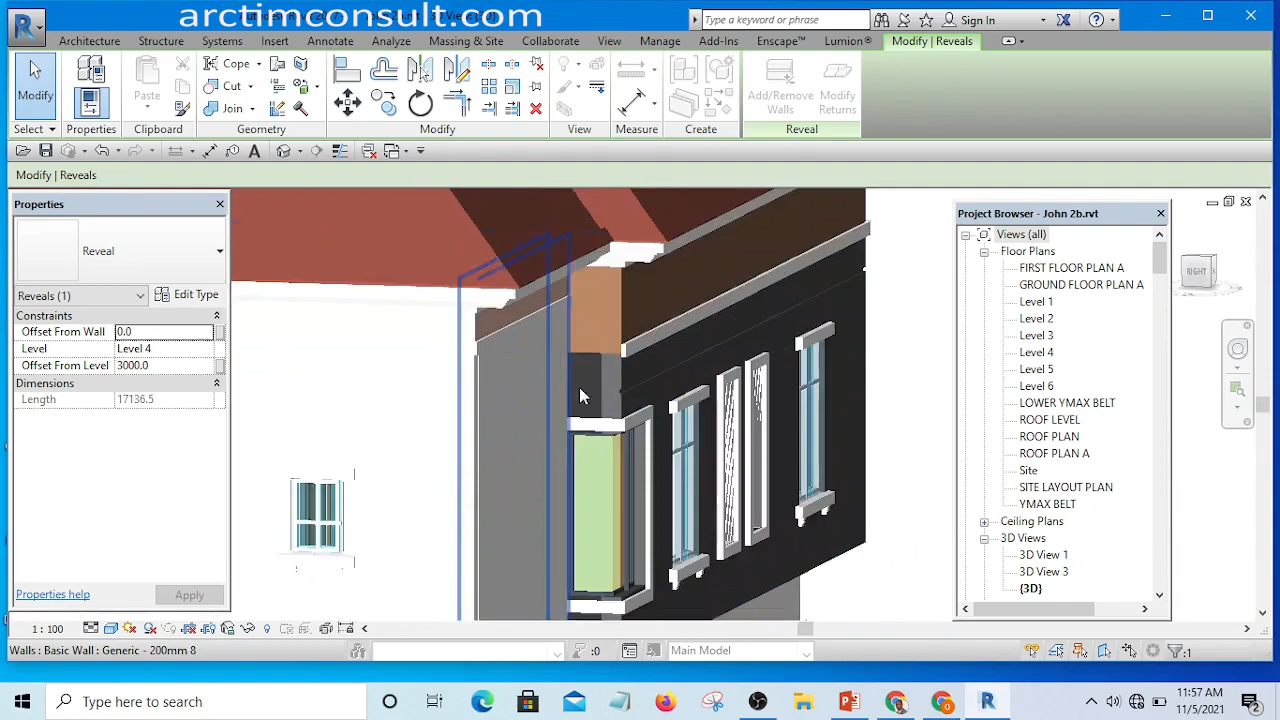 arctimconsult.com
Type a keyword or phrase
Sign In
Architecture Structure Systems Insert Annotate Analyze Massing & Site Collaborate View Manage Add-Ins Enscape™ Lumion® Modify | Reveals
Modify Paste Cope Cut Join Add/Remove Walls Modify Returns
Select Properties Clipboard Geometry Modify View Measure Create Reveal
Modify | Reveals
Properties
Reveal
Reveals (1) Edit Type
Constraints
Offset From Wall 0.0
Level Level 4
Offset From Level 3000.0
Dimensions
Length 17136.5
Properties help Apply
Project Browser - John 2b.rvt
Views (all)
Floor Plans
FIRST FLOOR PLAN A
GROUND FLOOR PLAN A
Level 1
Level 2
Level 3
Level 4
Level 5
Level 6
LOWER YMAX BELT
ROOF LEVEL
ROOF PLAN
ROOF PLAN A
Site
SITE LAYOUT PLAN
YMAX BELT
Ceiling Plans
3D Views
3D View 1
3D View 3
{3D}
RIGHT
1 : 100
Walls : Basic Wall : Generic - 200mm 8
:0
Main Model
:1
Type here to search
11:57 AM
11/5/2021
2